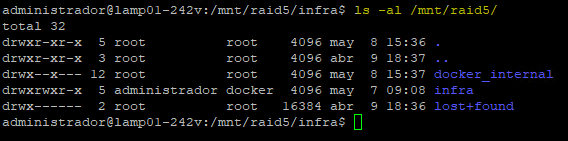 administrador@lamp01-242v:/mnt/raid5/infra$ ls -al /mnt/raid5/
total 32
drwxr-xr-x  5 root          root    4096 may  8 15:36 .
drwxr-xr-x  3 root          root    4096 abr  9 18:37 ..
drwx--x--- 12 root          root    4096 may  8 15:37 docker_internal
drwxrwxr-x  5 administrador docker  4096 may  7 09:08 infra
drwx------  2 root          root   16384 abr  9 18:36 lost+found
administrador@lamp01-242v:/mnt/raid5/infra$